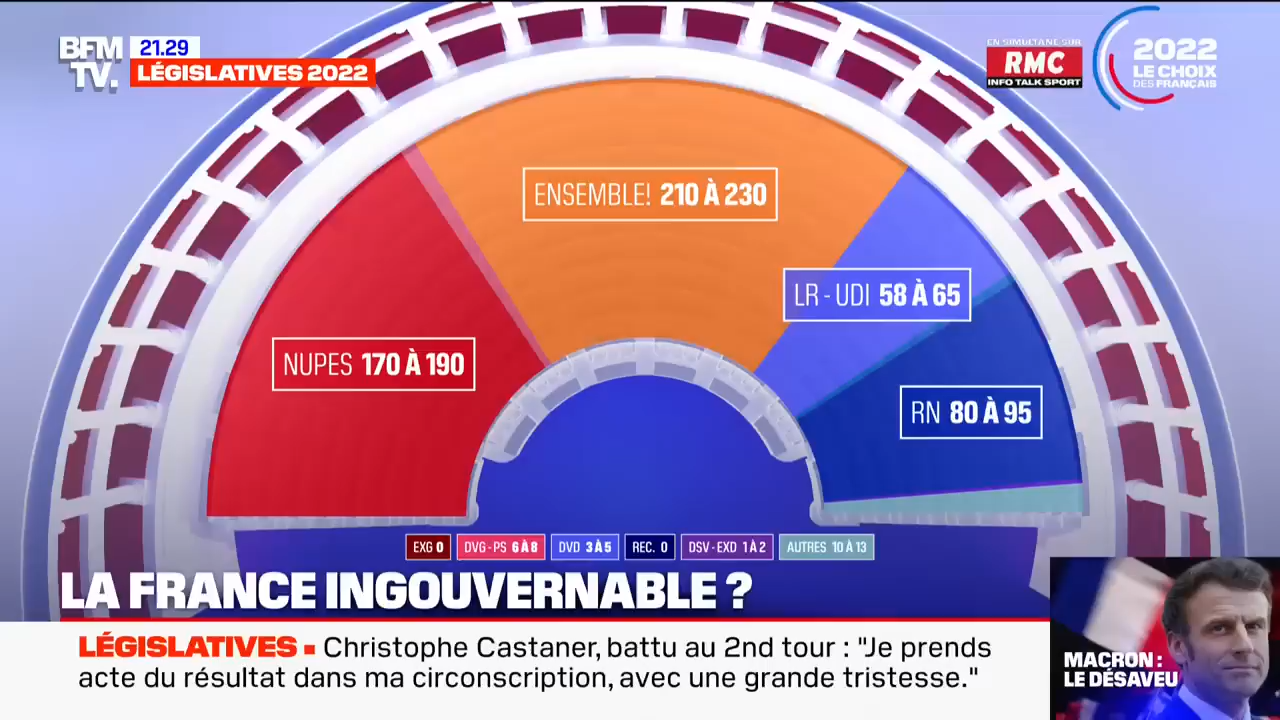 BFM
TV.
21.29
LÉGISLATIVES 2022
EN SIMULTANÉ SUR
RMC
INFO TALK SPORT
2022
LE CHOIX
DES FRANÇAIS
ENSEMBLE! 210 À 230
LR - UDI 58 À 65
NUPES 170 À 190
RN 80 À 95
EXG 0
DVG - PS 6 À 8
DVD 3 À 5
REC. 0
DSV - EXD 1 À 2
AUTRES 10 À 13
LA FRANCE INGOUVERNABLE ?
LÉGISLATIVES ▪ Christophe Castaner, battu au 2nd tour : "Je prends
acte du résultat dans ma circonscription, avec une grande tristesse."
MACRON :
LE DÉSAVEU